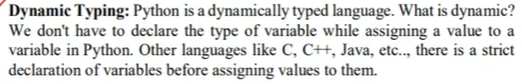 Dynamic Typing: Python is a dynamically typed language. What is dynamic?
We don't have to declare the type of variable while assigning a value to a
variable in Python. Other languages like C, C++, Java, etc.., there is a strict
declaration of variables before assigning values to them.